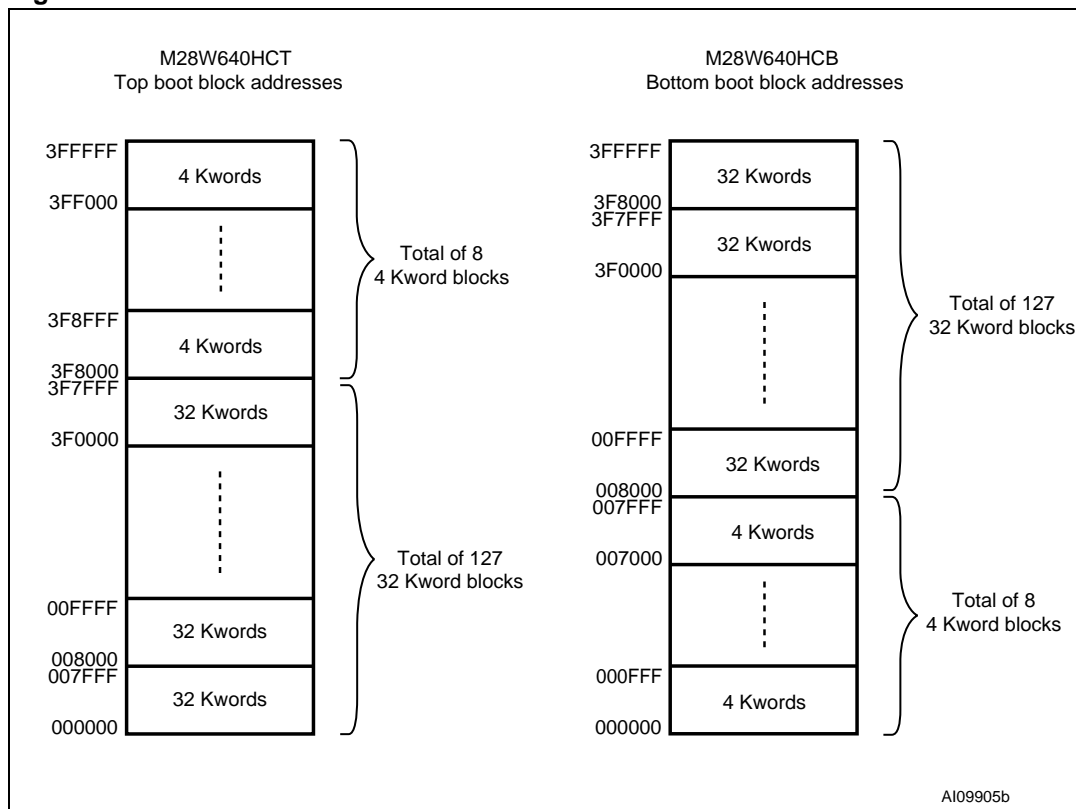 M28W640HCT
Top boot block addresses
3FFFFF
4 Kwords
3FF000
3F8FFF
4 Kwords
3F8000
3F7FFF
32 Kwords
3F0000
00FFFF
32 Kwords
008000
007FFF
32 Kwords
000000
Total of 8
4 Kword blocks
Total of 127
32 Kword blocks
M28W640HCB
Bottom boot block addresses
3FFFFF
32 Kwords
3F8000
3F7FFF
32 Kwords
3F0000
00FFFF
32 Kwords
008000
007FFF
4 Kwords
007000
000FFF
4 Kwords
000000
Total of 127
32 Kword blocks
Total of 8
4 Kword blocks
AI09905b